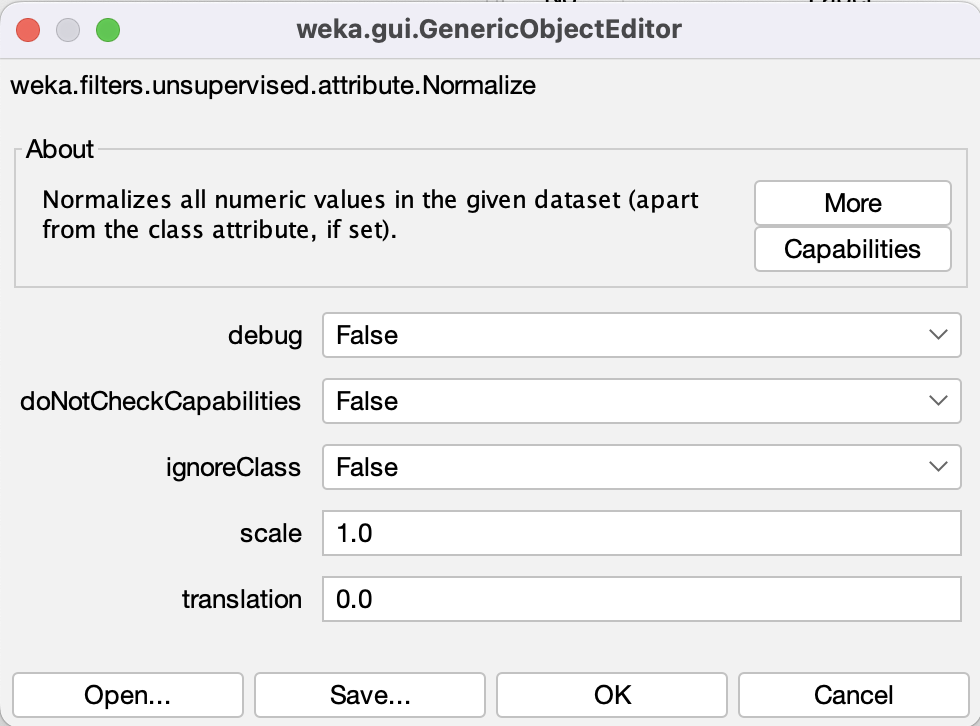 weka.gui.GenericObjectEditor
weka.filters.unsupervised.attribute.Normalize
About
Normalizes all numeric values in the given dataset (apart
from the class attribute, if set).
More
Capabilities
debug False
doNotCheckCapabilities False
ignoreClass False
scale 1.0
translation 0.0
Open... Save... OK Cancel